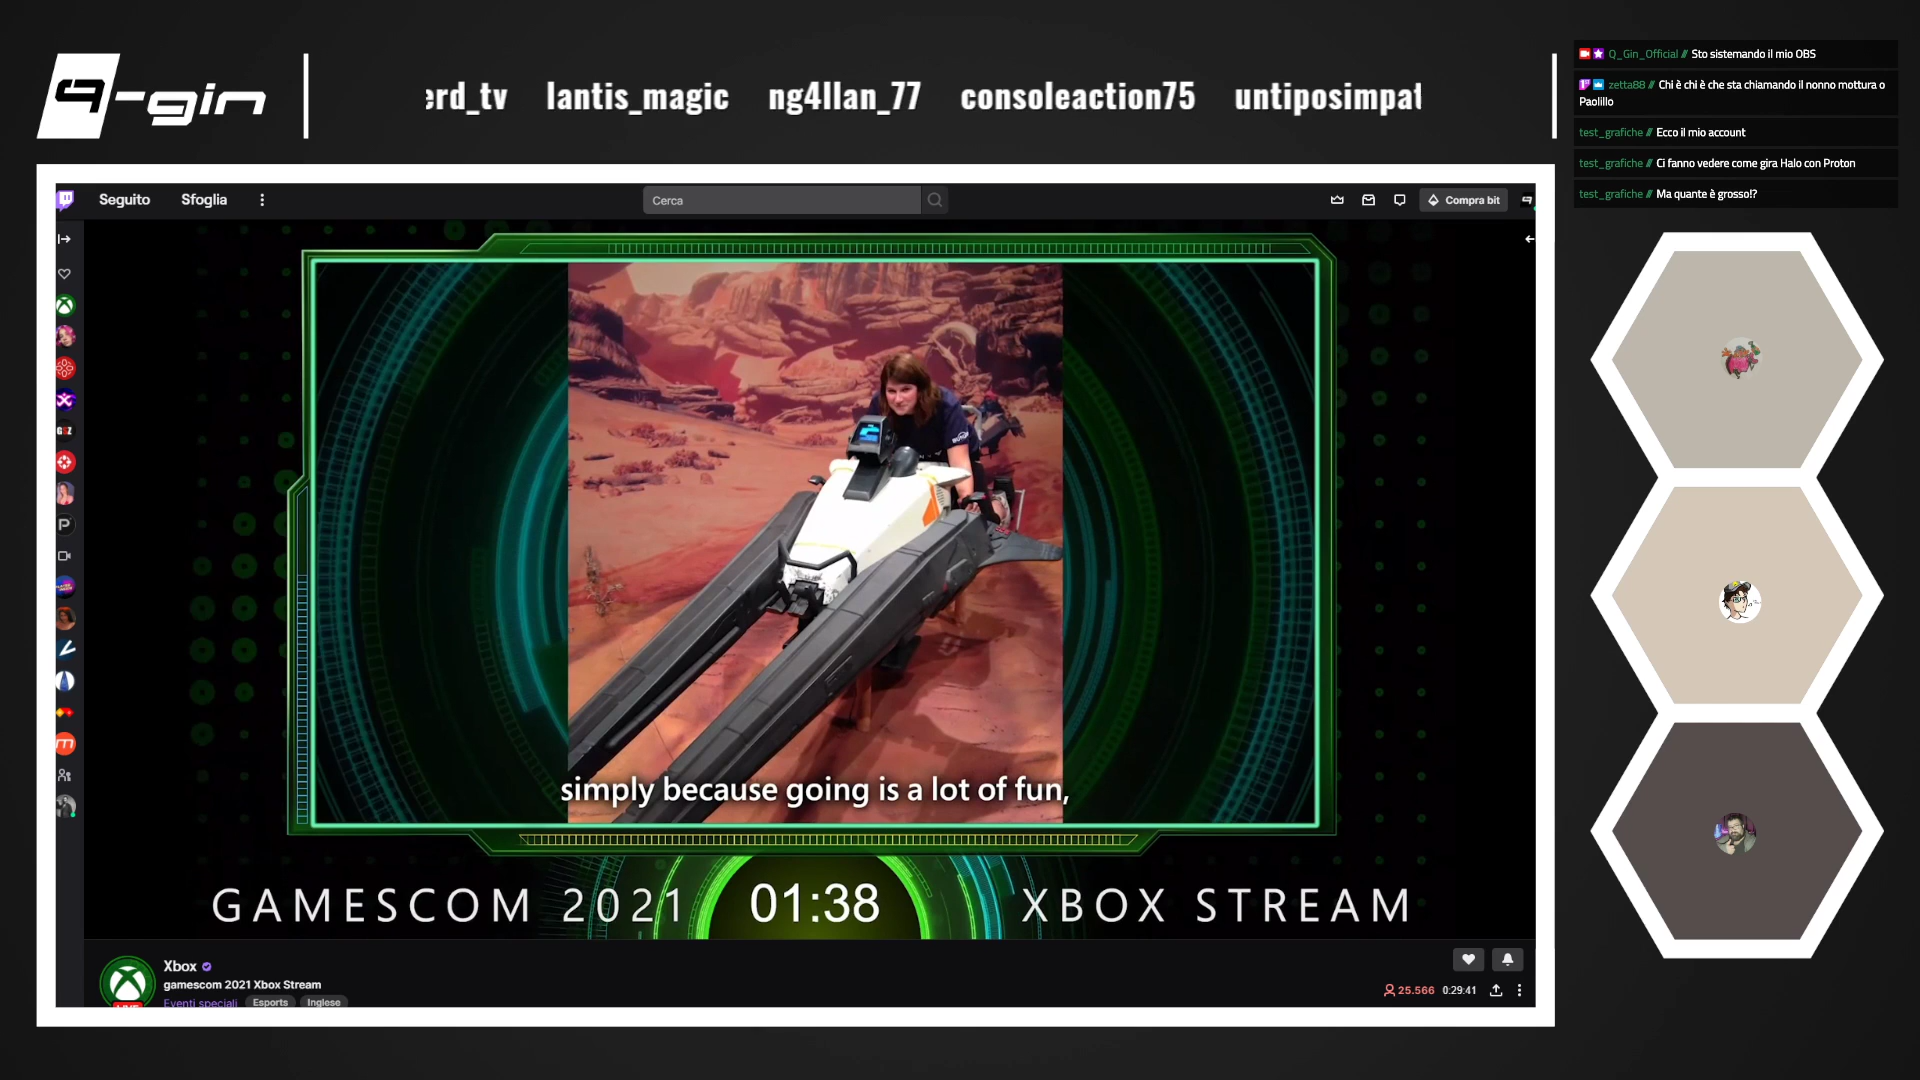 q-gin
erd_tv lantis_magic ng4llan_77 consoleaction75 untiposimpat
Q_Gin_Official // Sto sistemando il mio OBS
zetta88 // Chi è chi è che sta chiamando il nonno mottura o
Paolillo
test_grafiche // Ecco il mio account
test_grafiche // Ci fanno vedere come gira Halo con Proton
test_grafiche // Ma quante è grosso!?
Seguito Sfoglia
Cerca
Compra bit
simply because going is a lot of fun,
GAMESCOM 2021 01:38 XBOX STREAM
Xbox
gamescom 2021 Xbox Stream
Eventi speciali Esports Inglese
25.566 0:29:41